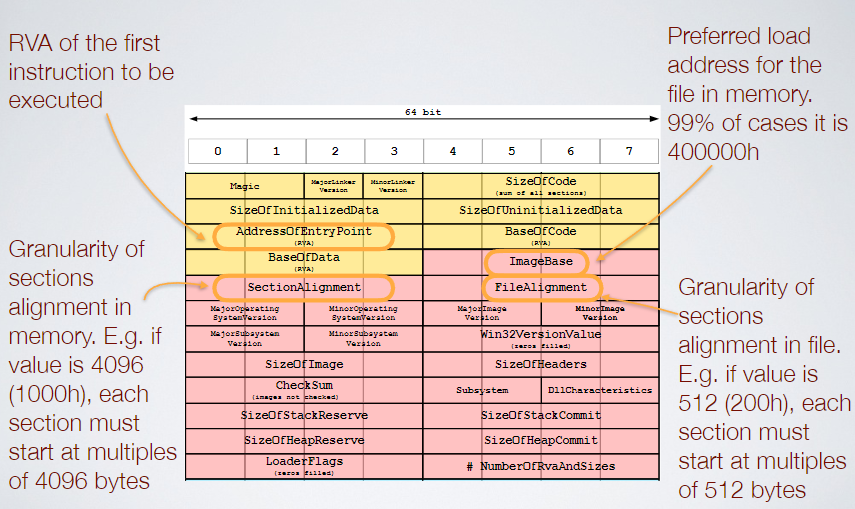 RVA of the first
instruction to be
executed
Preferred load
address for the
file in memory.
99% of cases it is
400000h
64 bit
0 1 2 3 4 5 6 7
Magic
MajorLinker
Version
MinorLinker
Version
SizeOfCode
(sum of all sections)
SizeOfInitializedData
SizeOfUninitializedData
AddressOfEntryPoint
(RVA)
BaseOfCode
(RVA)
BaseOfData
(RVA)
ImageBase
SectionAlignment
FileAlignment
MajorOperating
SystemVersion
MinorOperating
SystemVersion
MajorImage
Version
MinorImage
Version
MajorSubsystem
Version
MinorSubsystem
Version
Win32VersionValue
(zeros filled)
SizeOfImage
SizeOfHeaders
CheckSum
(images not checked)
Subsystem
DllCharacteristics
SizeOfStackReserve
SizeOfStackCommit
SizeOfHeapReserve
SizeOfHeapCommit
LoaderFlags
(zeros filled)
# NumberOfRvaAndSizes
Granularity of
sections
alignment in
memory. E.g. if
value is 4096
(1000h), each
section must
start at multiples
of 4096 bytes
Granularity of
sections
alignment in file.
E.g. if value is
512 (200h), each
section must
start at multiples
of 512 bytes